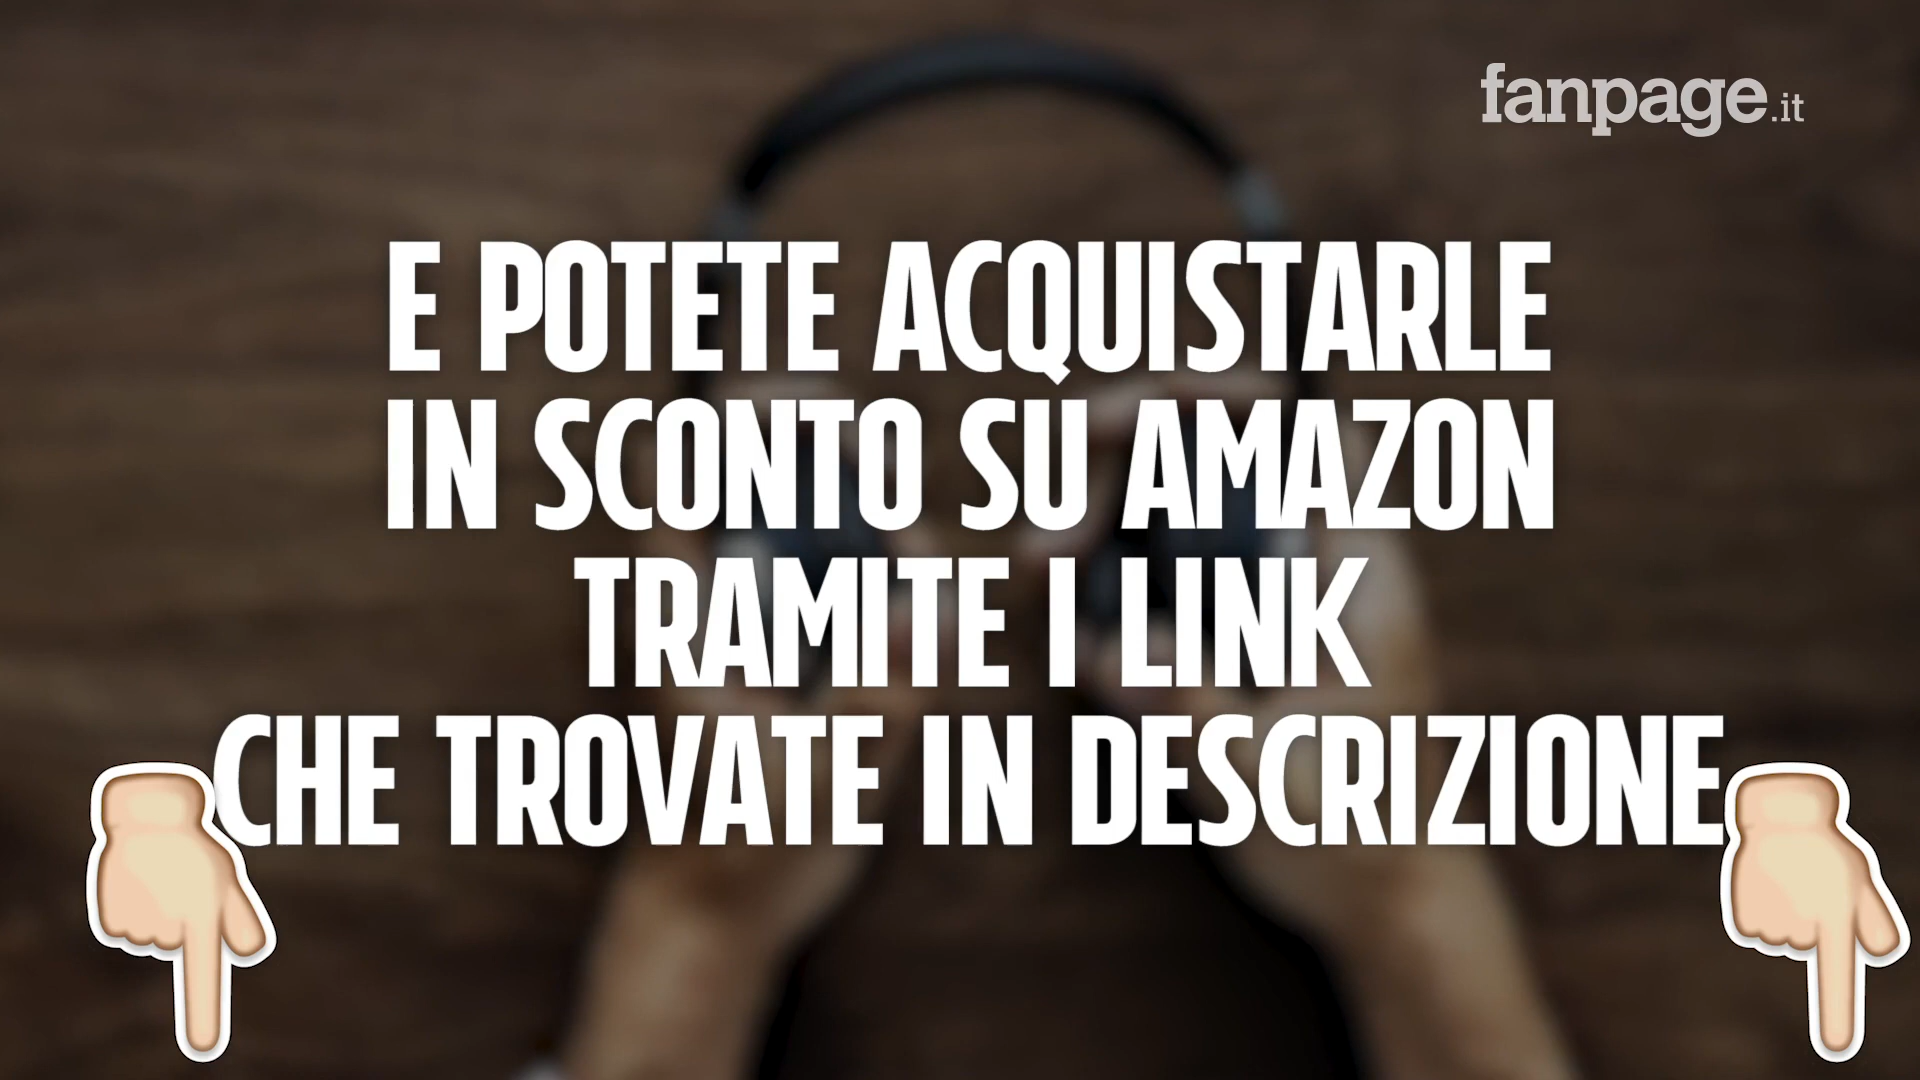 fanpage.it
E POTETE ACQUISTARLE
IN SCONTO SU AMAZON
TRAMITE I LINK
CHE TROVATE IN DESCRIZIONE